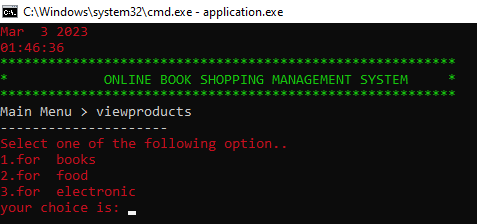 C:\Windows\system32\cmd.exe - application.exe
Mar  3 2023
01:46:36
*********************************************************
*            ONLINE BOOK SHOPPING MANAGEMENT SYSTEM     *
*********************************************************
Main Menu > viewproducts
---------------------
Select one of the following option..
1.for  books
2.for  food
3.for  electronic
your choice is: